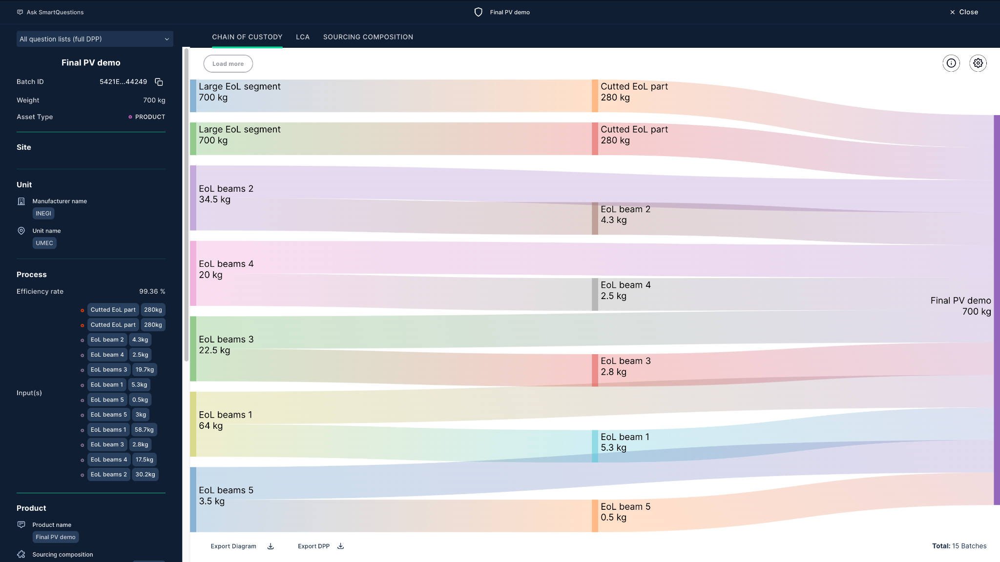 Ask SmartQuestions
Final PV demo
Close
All question lists (full DPP)
CHAIN OF CUSTODY
LCA
SOURCING COMPOSITION
Final PV demo
Batch ID 5421E...44249
Weight 700 kg
Asset Type PRODUCT
Site
Unit
Manufacturer name
INEGI
Unit name
UMEC
Process
Efficiency rate 99.36 %
Input(s)
Cutted EoL part 280kg
Cutted EoL part 280kg
EoL beam 2 4.3kg
EoL beam 4 2.5kg
EoL beams 3 19.7kg
EoL beam 1 5.3kg
EoL beam 5 0.5kg
EoL beams 5 3kg
EoL beams 1 58.7kg
EoL beam 3 2.8kg
EoL beams 4 17.5kg
EoL beams 2 30.2kg
Product
Product name
Final PV demo
Sourcing composition
Load more
Large EoL segment
700 kg
Cutted EoL part
280 kg
Large EoL segment
700 kg
Cutted EoL part
280 kg
EoL beams 2
34.5 kg
EoL beam 2
4.3 kg
EoL beams 4
20 kg
EoL beam 4
2.5 kg
Final PV demo
700 kg
EoL beams 3
22.5 kg
EoL beam 3
2.8 kg
EoL beams 1
64 kg
EoL beam 1
5.3 kg
EoL beams 5
3.5 kg
EoL beam 5
0.5 kg
Export Diagram
Export DPP
Total: 15 Batches